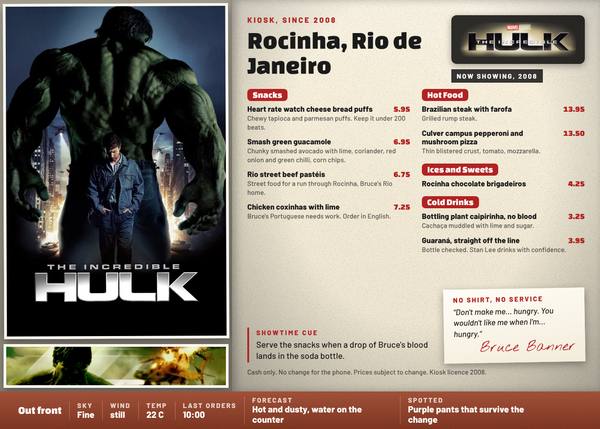 THE INCREDIBLE
HULK
KIOSK, SINCE 2008
Rocinha, Rio de
Janeiro
MARVEL
THE INCREDIBLE
HULK
NOW SHOWING, 2008
Snacks
Heart rate watch cheese bread puffs 5.95
Chewy tapioca and parmesan puffs. Keep it under 200
beats.
Smash green guacamole 6.95
Chunky smashed avocado with lime, coriander, red
onion and green chilli, corn chips.
Rio street beef pastéis 6.75
Street food for a run through Rocinha, Bruce's Rio
home.
Chicken coxinhas with lime 7.25
Bruce's Portuguese needs work. Order in English.
Hot Food
Brazilian steak with farofa 13.95
Grilled rump steak.
Culver campus pepperoni and 13.50
mushroom pizza
Thin blistered crust, tomato, mozzarella.
Ices and Sweets
Rocinha chocolate brigadeiros 4.25
Cold Drinks
Bottling plant caipirinha, no blood 3.25
Cachaça muddled with lime and sugar.
Guaraná, straight off the line 3.95
Bottle checked. Stan Lee drinks with confidence.
SHOWTIME CUE
Serve the snacks when a drop of Bruce's blood
lands in the soda bottle.
NO SHIRT, NO SERVICE
"Don't make me... hungry. You
wouldn't like me when I'm...
hungry."
Bruce Banner
Cash only. No change for the phone. Prices subject to change. Kiosk licence 2008.
Out front
SKY
Fine
WIND
still
TEMP
22 C
LAST ORDERS
10:00
FORECAST
Hot and dusty, water on the
counter
SPOTTED
Purple pants that survive the
change